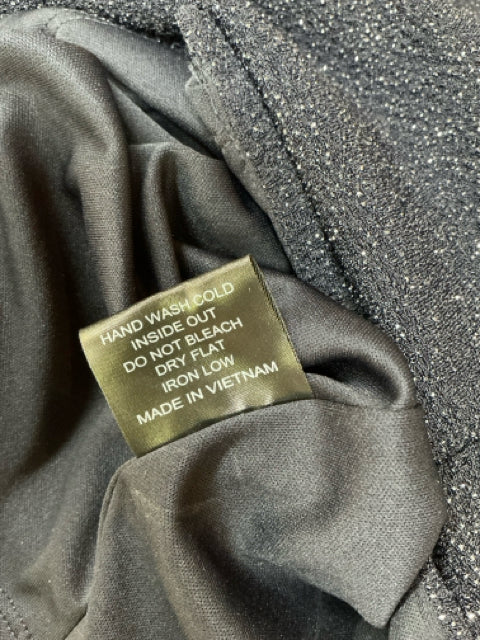 HAND WASH COLD
INSIDE OUT
DO NOT BLEACH
DRY FLAT
IRON LOW
MADE IN VIETNAM